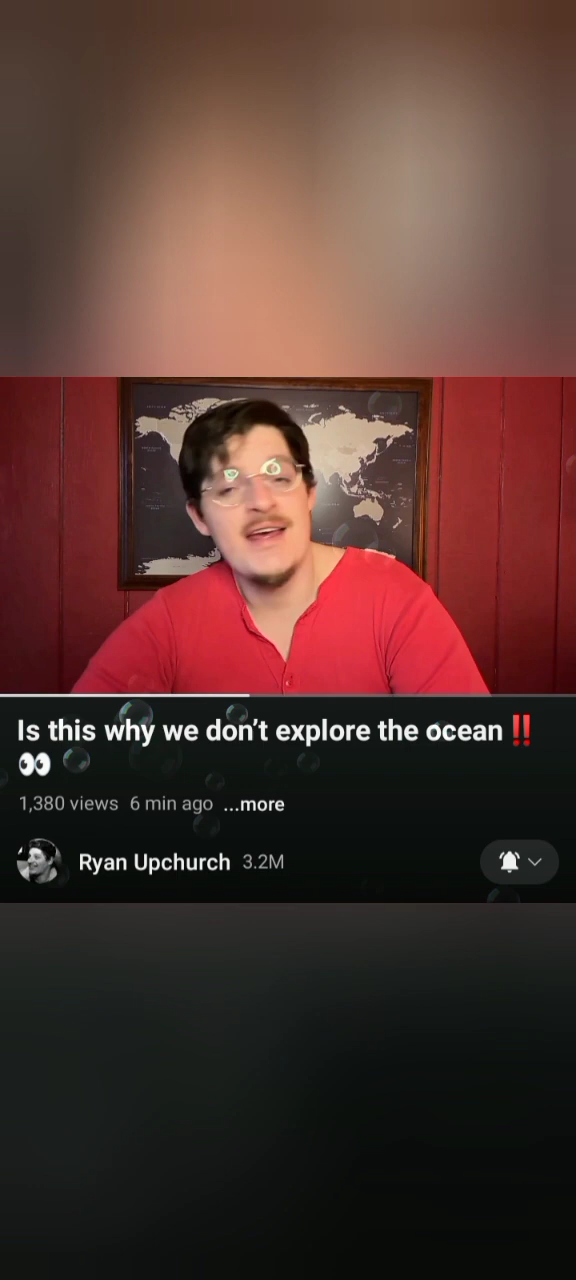 Is this why we don’t explore the ocean‼️
👀
1,380 views 6 min ago ...more
Ryan Upchurch 3.2M